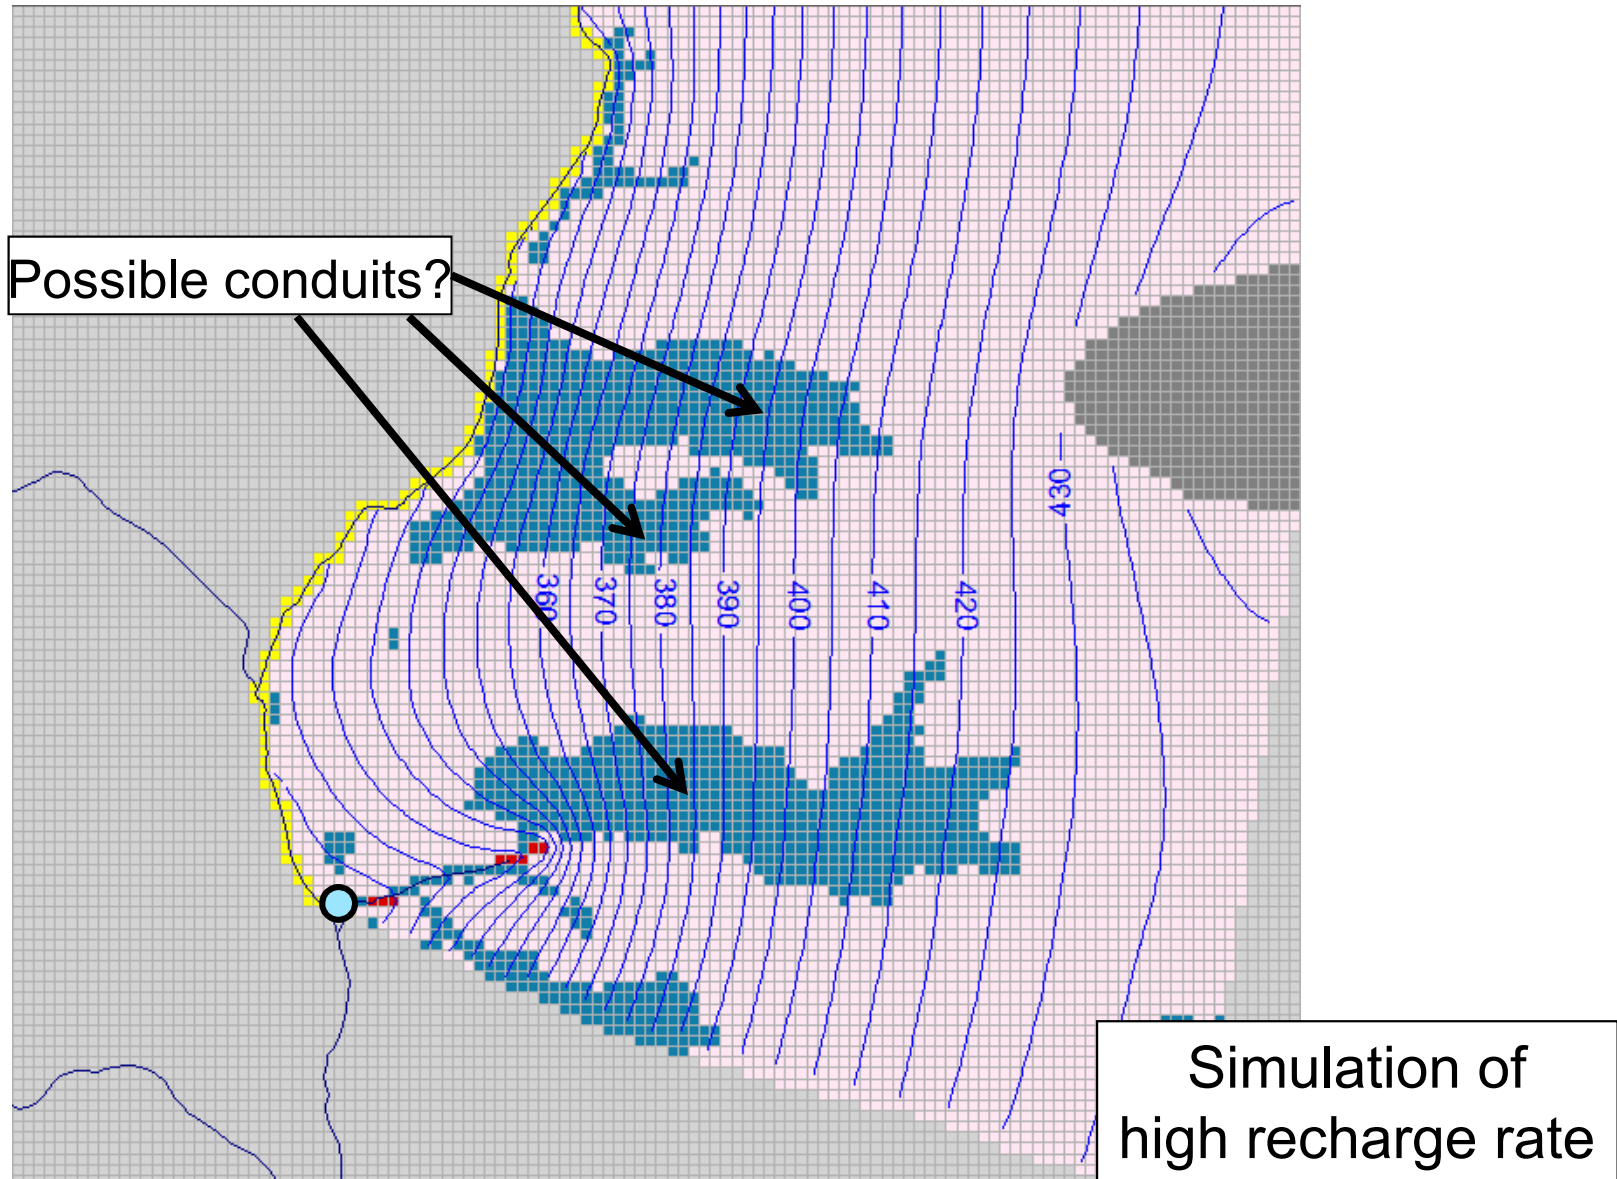 Possible conduits?
430
360
370
380
390
400
410
420
Simulation of
high recharge rate